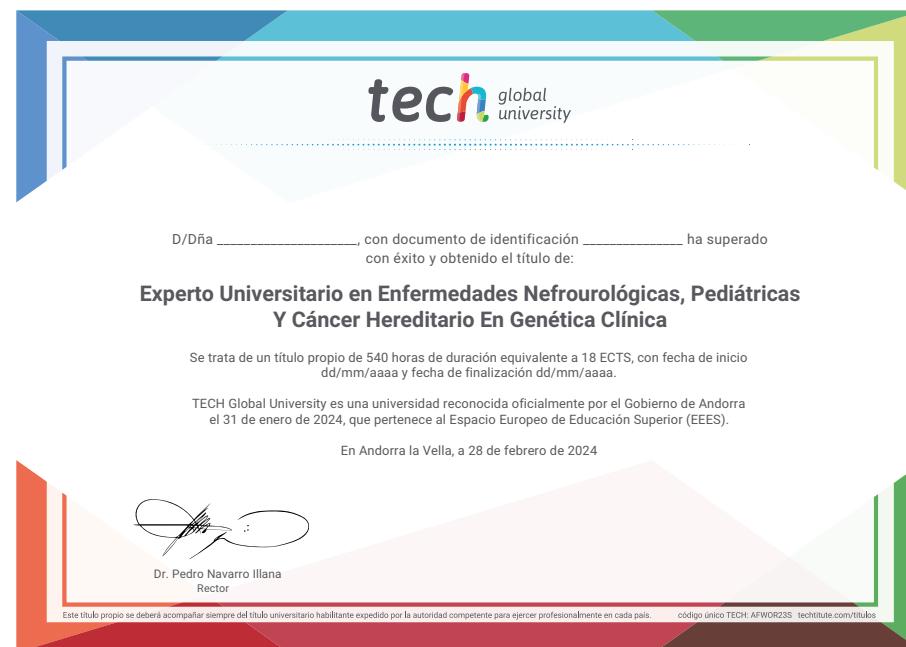 tech global university
D/Dña ______________________, con documento de identificación ________________ ha superado
con éxito y obtenido el título de:
Experto Universitario en Enfermedades Nefrourológicas, Pediátricas
Y Cáncer Hereditario En Genética Clínica
Se trata de un título propio de 540 horas de duración equivalente a 18 ECTS, con fecha de inicio
dd/mm/aaaa y fecha de finalización dd/mm/aaaa.
TECH Global University es una universidad reconocida oficialmente por el Gobierno de Andorra
el 31 de enero de 2024, que pertenece al Espacio Europeo de Educación Superior (EEES).
En Andorra la Vella, a 28 de febrero de 2024
Dr. Pedro Navarro Illana
Rector
Este título propio se deberá acompañar siempre del título universitario habilitante expedido por la autoridad competente para ejercer profesionalmente en cada país. código único TECH: AFWOR23S techtitute.com/titulos